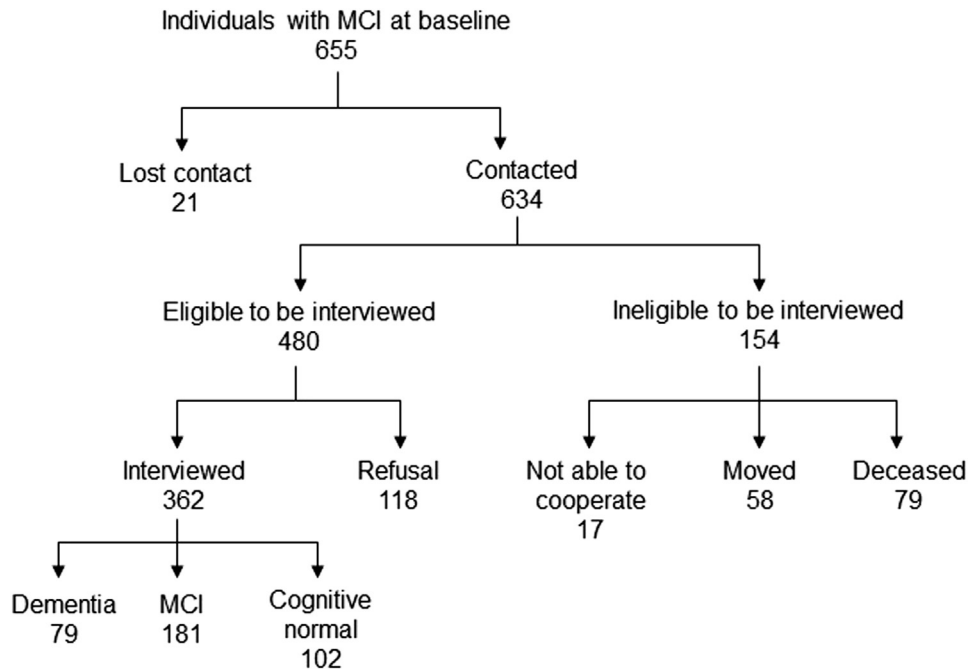 Individuals with MCI at baseline
655
Lost contact
21
Contacted
634
Eligible to be interviewed
480
Ineligible to be interviewed
154
Interviewed
362
Refusal
118
Not able to
cooperate
17
Moved
58
Deceased
79
Dementia
79
MCI
181
Cognitive
normal
102